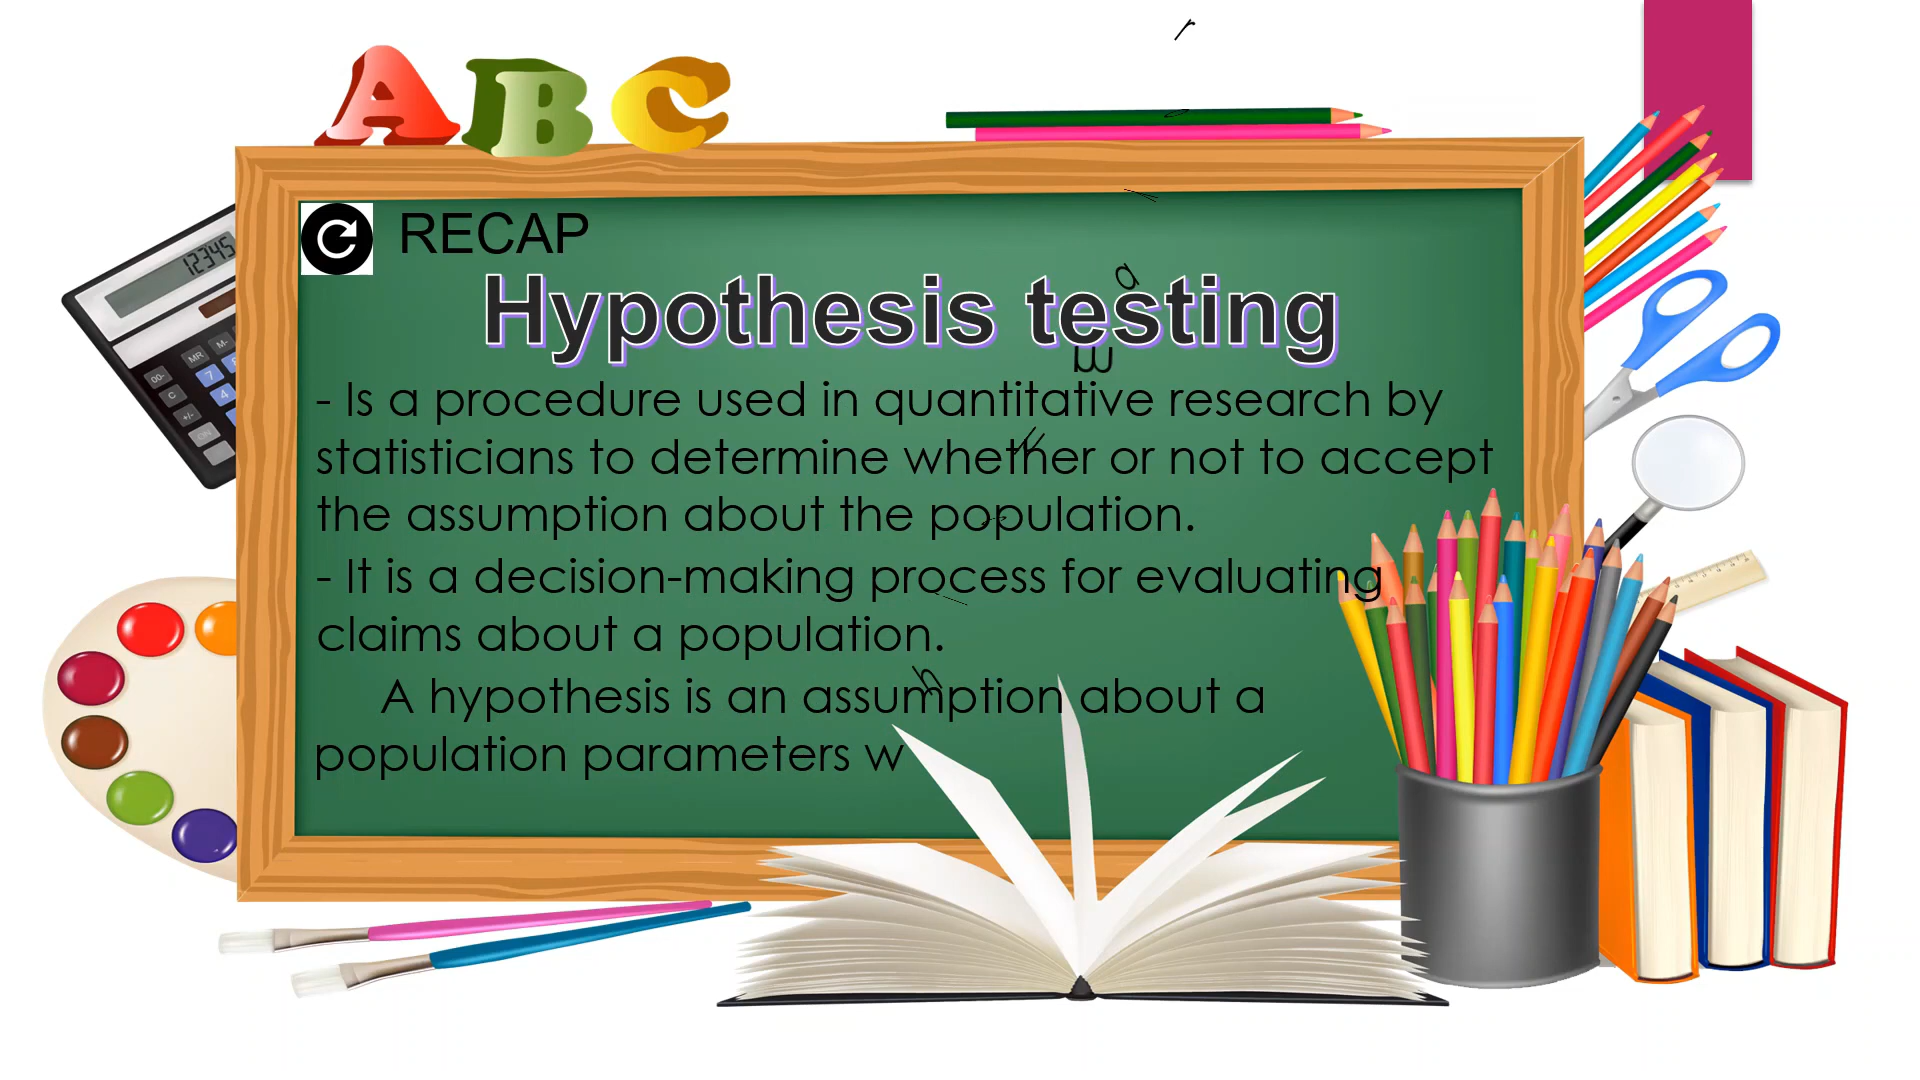 ABC
12345
RECAP
Hypothesis testing
- Is a procedure used in quantitative research by
statisticians to determine whether or not to accept
the assumption about the population.
- It is a decision-making process for evaluating
claims about a population.
A hypothesis is an assumption about a
population parameters w